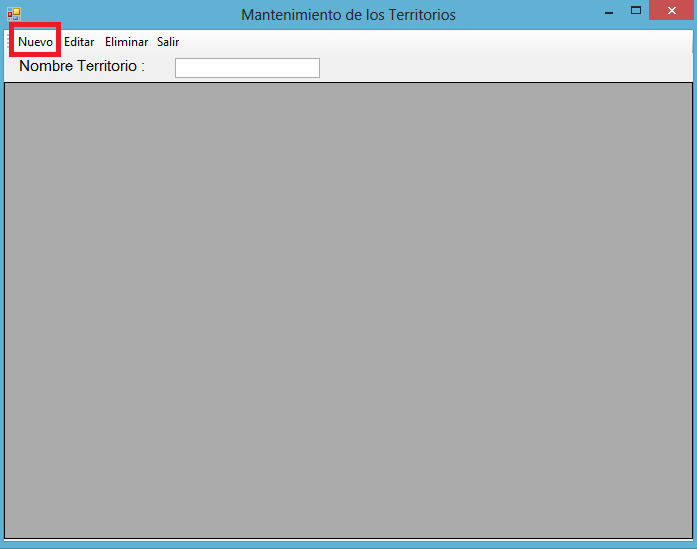 Mantenimiento de los Territorios
Nuevo Editar Eliminar Salir
Nombre Territorio :